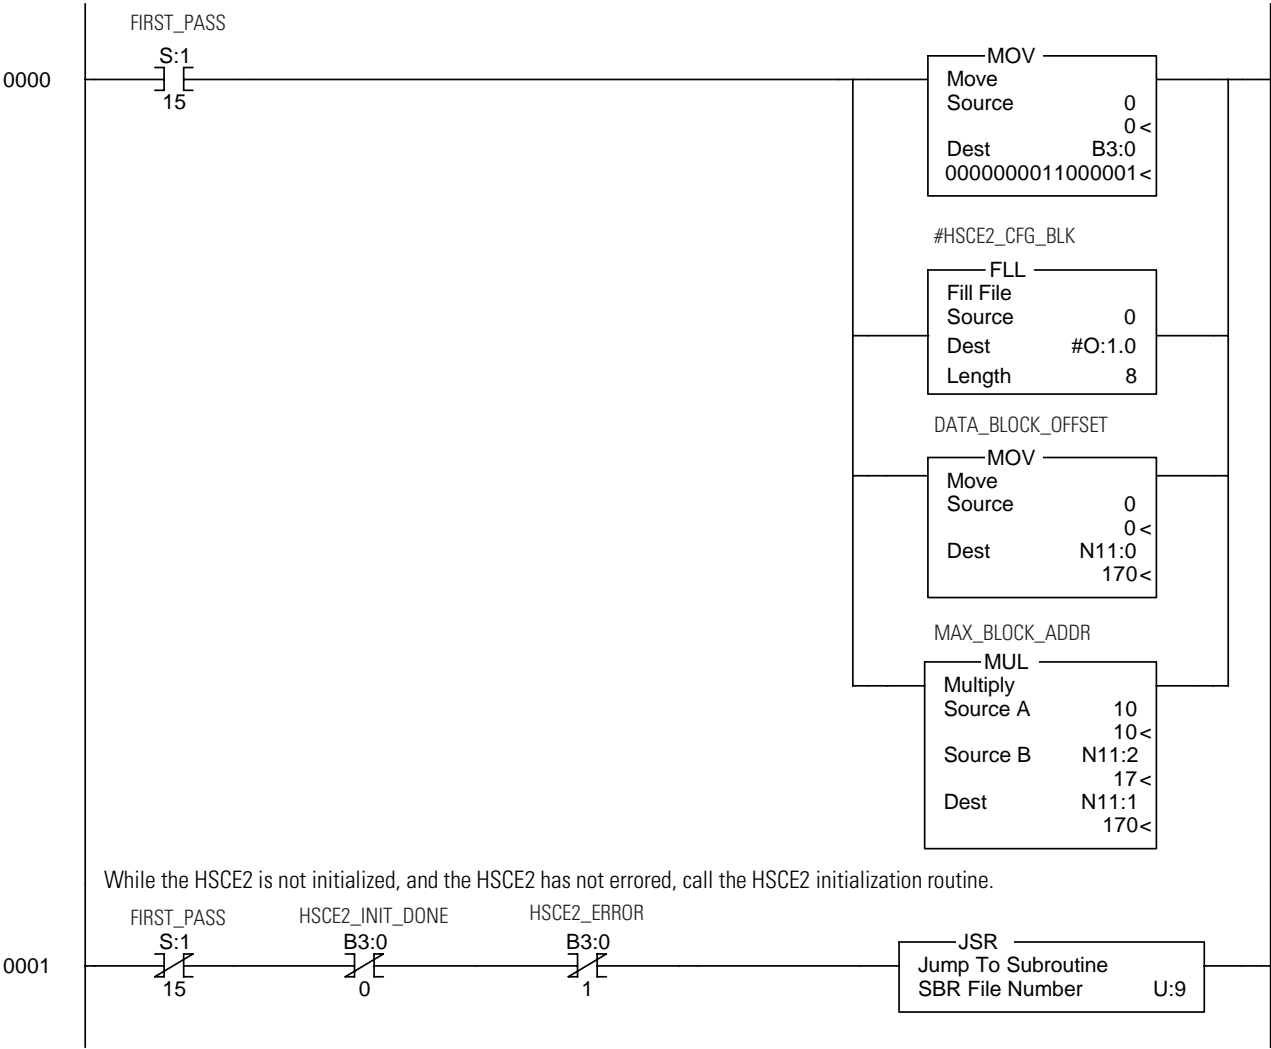 FIRST_PASS
S:1
0000
15
MOV
Move
Source 0
0<
Dest B3:0
0000000011000001<
#HSCE2_CFG_BLK
FLL
Fill File
Source 0
Dest #O:1.0
Length 8
DATA_BLOCK_OFFSET
MOV
Move
Source 0
0<
Dest N11:0
170<
MAX_BLOCK_ADDR
MUL
Multiply
Source A 10
10<
Source B N11:2
17<
Dest N11:1
170<
While the HSCE2 is not initialized, and the HSCE2 has not errored, call the HSCE2 initialization routine.
FIRST_PASS HSCE2_INIT_DONE HSCE2_ERROR
S:1 B3:0 B3:0
0001
15 0 1
JSR
Jump To Subroutine
SBR File Number U:9